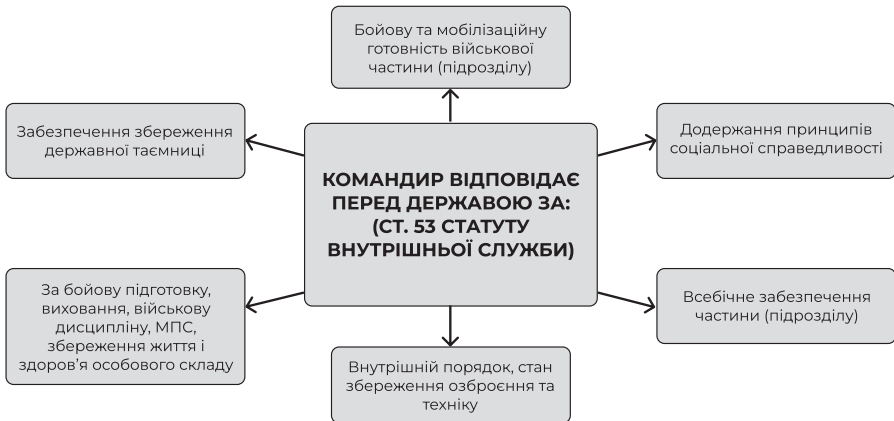 Бойову та мобілізаційну
готовність військової
частини (підрозділу)
Забезпечення збереження
державної таємниці
Додержання принципів
соціальної справедливості
КОМАНДИР ВІДПОВІДАЄ
ПЕРЕД ДЕРЖАВОЮ ЗА:
(СТ. 53 СТАТУТУ
ВНУТРІШНЬОЇ СЛУЖБИ)
За бойову підготовку,
виховання, військову
дисципліну, МПС,
збереження життя і
здоров'я особового складу
Всебічне забезпечення
частини (підрозділу)
Внутрішній порядок, стан
збереження озброєння та
техніку